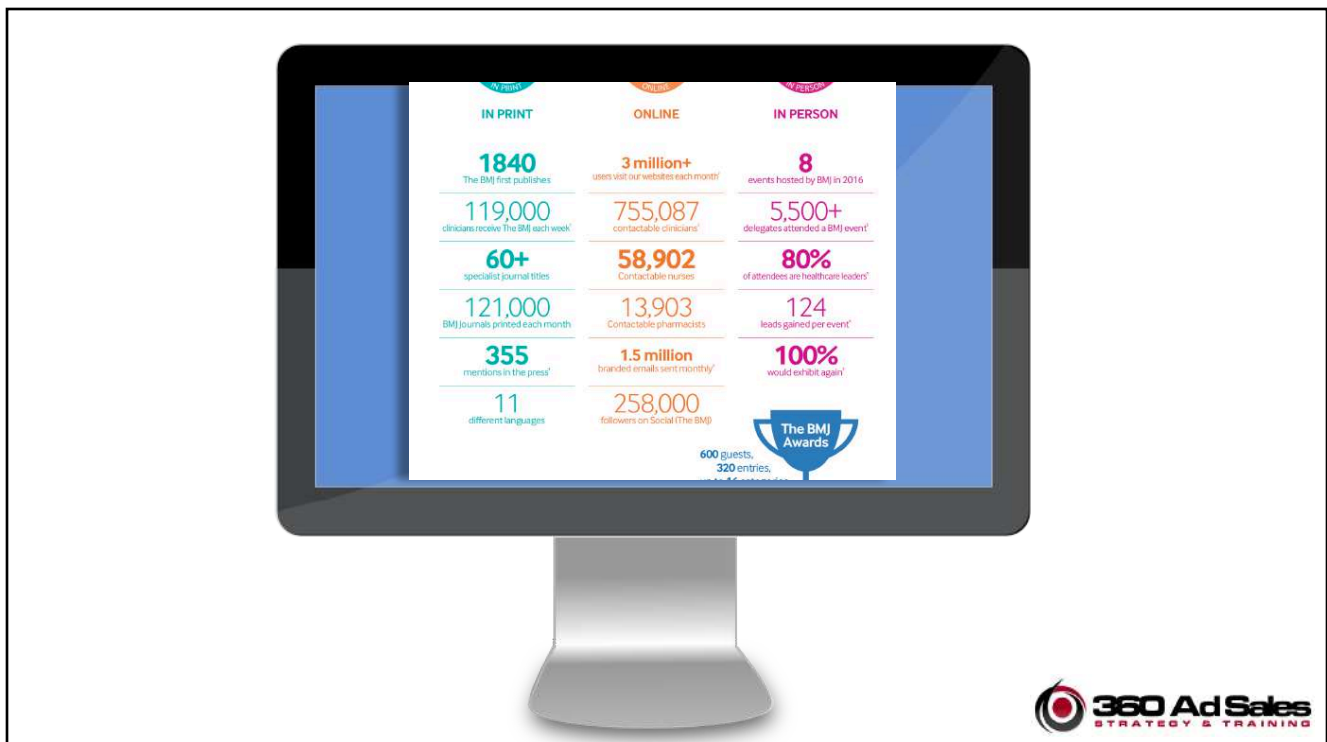 IN PRINT
IN PRINT
1840
The BMJ first publishes
119,000
clinicians receive The BMJ each week*
60+
specialist journal titles
121,000
BMJ Journals printed each month
355
mentions in the press*
11
different languages
ONLINE
ONLINE
3 million+
users visit our websites each month*
755,087
contactable clinicians*
58,902
Contactable nurses
13,903
Contactable pharmacists
1.5 million
branded emails sent monthly*
258,000
followers on Social (The BMJ)
IN PERSON
IN PERSON
8
events hosted by BMJ in 2016
5,500+
delegates attended a BMJ event*
80%
of attendees are healthcare leaders*
124
leads gained per event*
100%
would exhibit again*
The BMJ
Awards
600 guests,
320 entries,
360 Ad Sales
STRATEGY & TRAINING